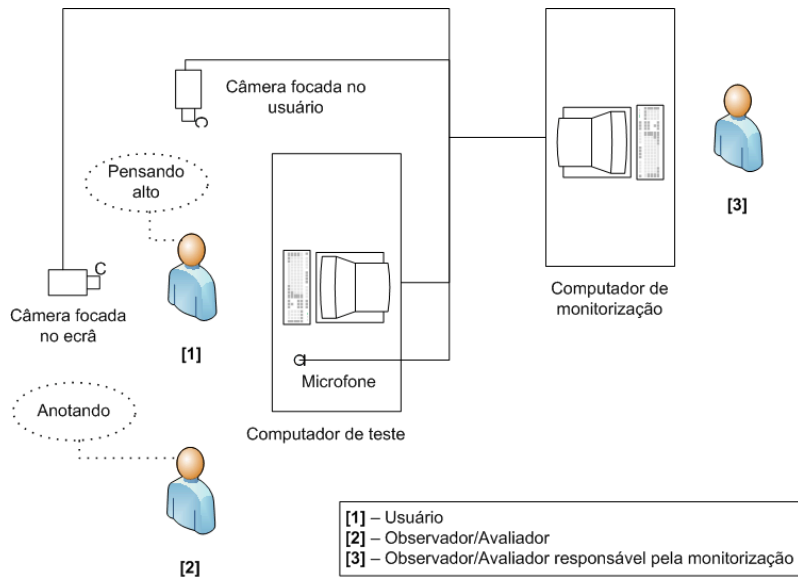 Câmera focada no
usuário
Pensando
alto
[3]
Computador de
monitorização
Câmera focada
no ecrâ
[1]
Microfone
Anotando
Computador de teste
[2]
[1] – Usuário
[2] – Observador/Avaliador
[3] – Observador/Avaliador responsável pela monitorização